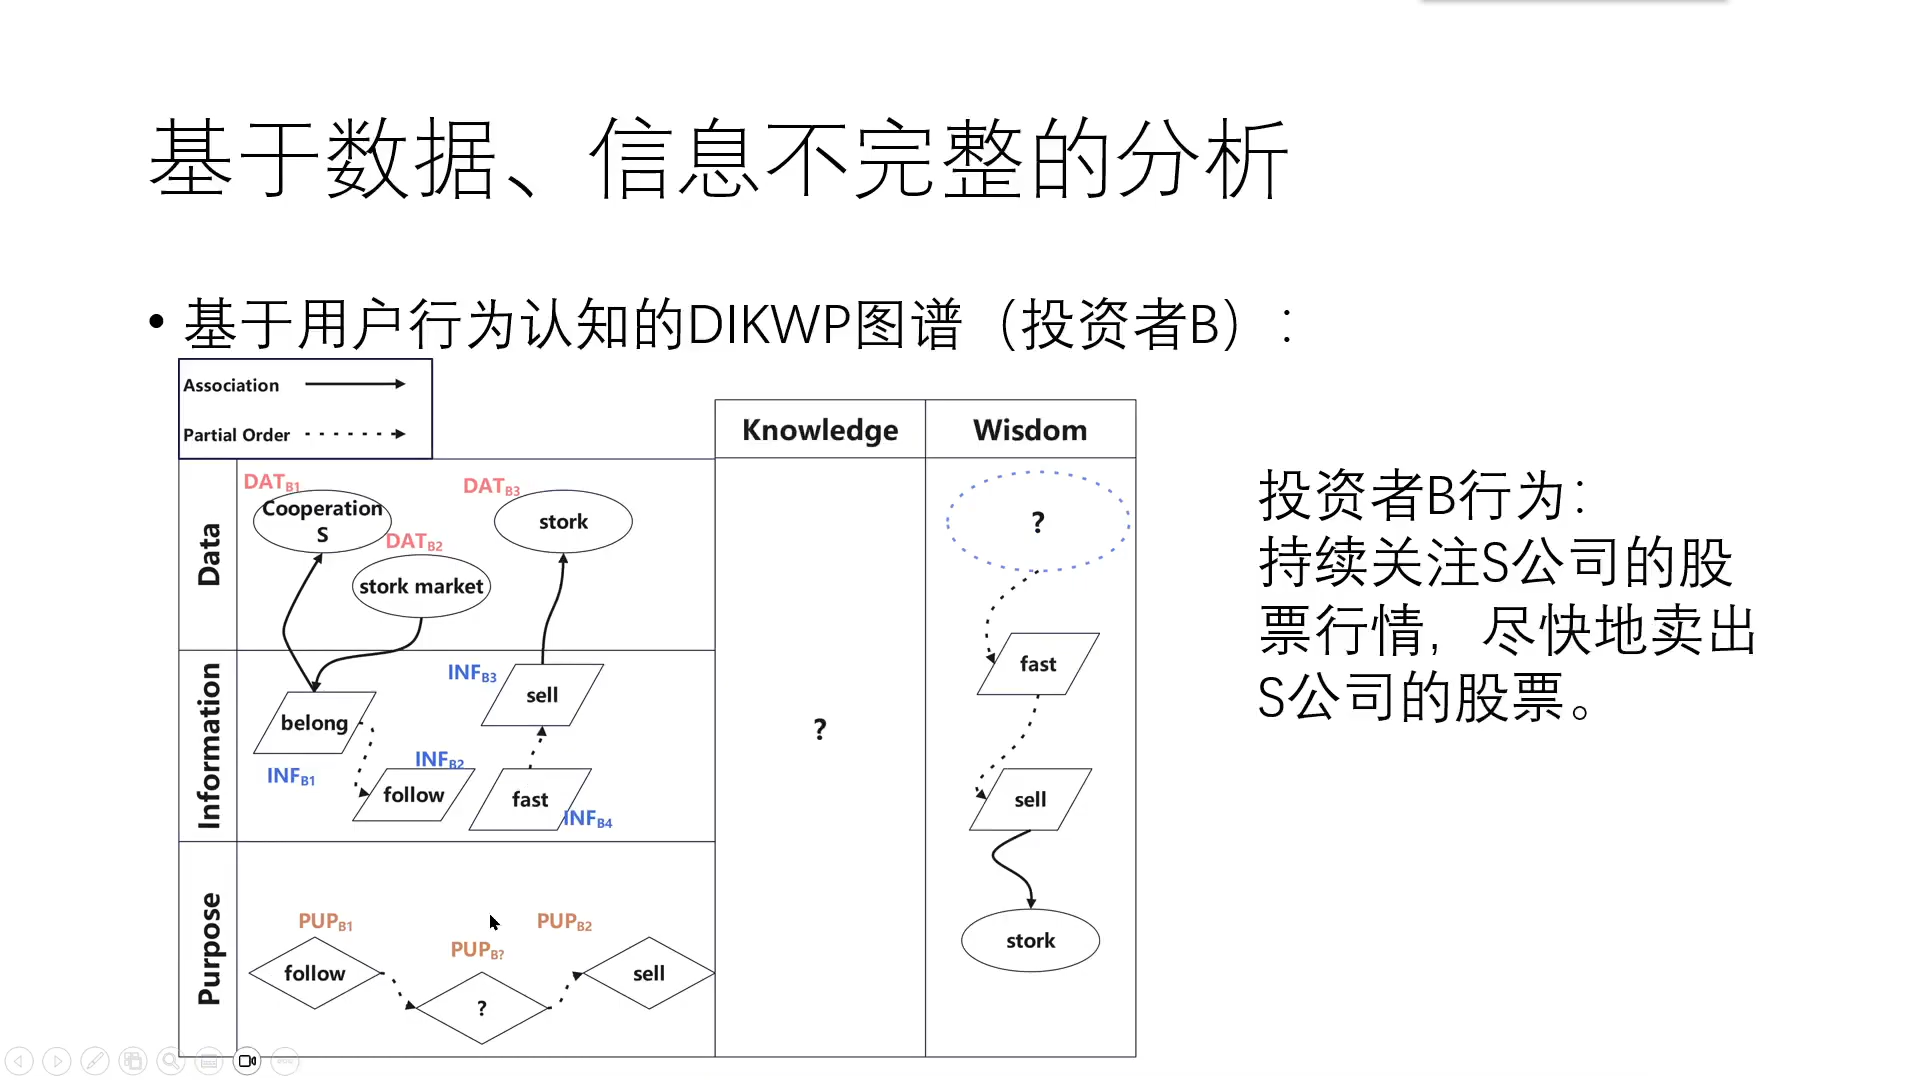 基于数据、信息不完整的分析
• 基于用户行为认知的DIKWP图谱（投资者B）：
Association
Partial Order
Knowledge
Wisdom
Data
DATB1
Cooperation
S
DATB2
stork market
DATB3
stork
?
Information
belong
INFB1
INFB2
follow
INFB3
sell
fast
INFB4
?
fast
sell
stork
Purpose
PUPB1
follow
PUPB?
?
PUPB2
sell
投资者B行为：
持续关注S公司的股
票行情，尽快地卖出
S公司的股票。